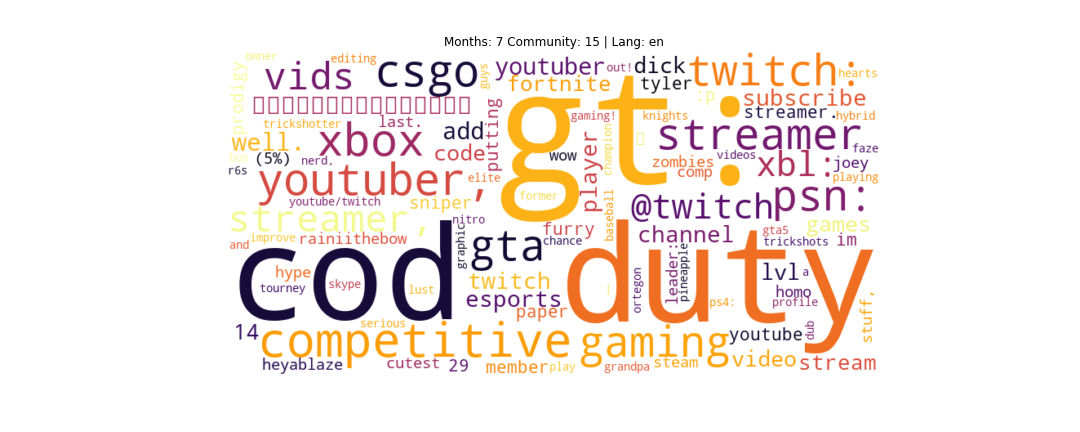 Months: 7 Community: 15 | Lang: en
owner
editing
vids
csgo
guys
youtuber
out!
dick
twitch:
hearts
prodigy
fortnite
tyler
:p
subscribe
gt:
trickshotter
last.
add
putting
gaming!
knights
streamer.
hybrid
well.
xbox
code
wow
player
champion
streamer
faze
bus
(5%)
nerd.
zombies
videos
xbl:
joey
r6s
youtuber,
elite
comp
playing
youtube/twitch
sniper
former
@twitch
psn:
streamer,
nitro
furry
baseball
channel
gta5
games
and
improve
rainiithebow
graphic
gta
chance
trickshots
im
cod
duty
hype
skype
lust
twitch
|
ortegon
leader::
pineapple
lvl
a
tourney
esports
paper
ps4:
homo
profile
stuff,
14
serious
competitive
gaming
youtube
dub
heyablaze
cutest
29
member
play
grandpa
steam
video
stream